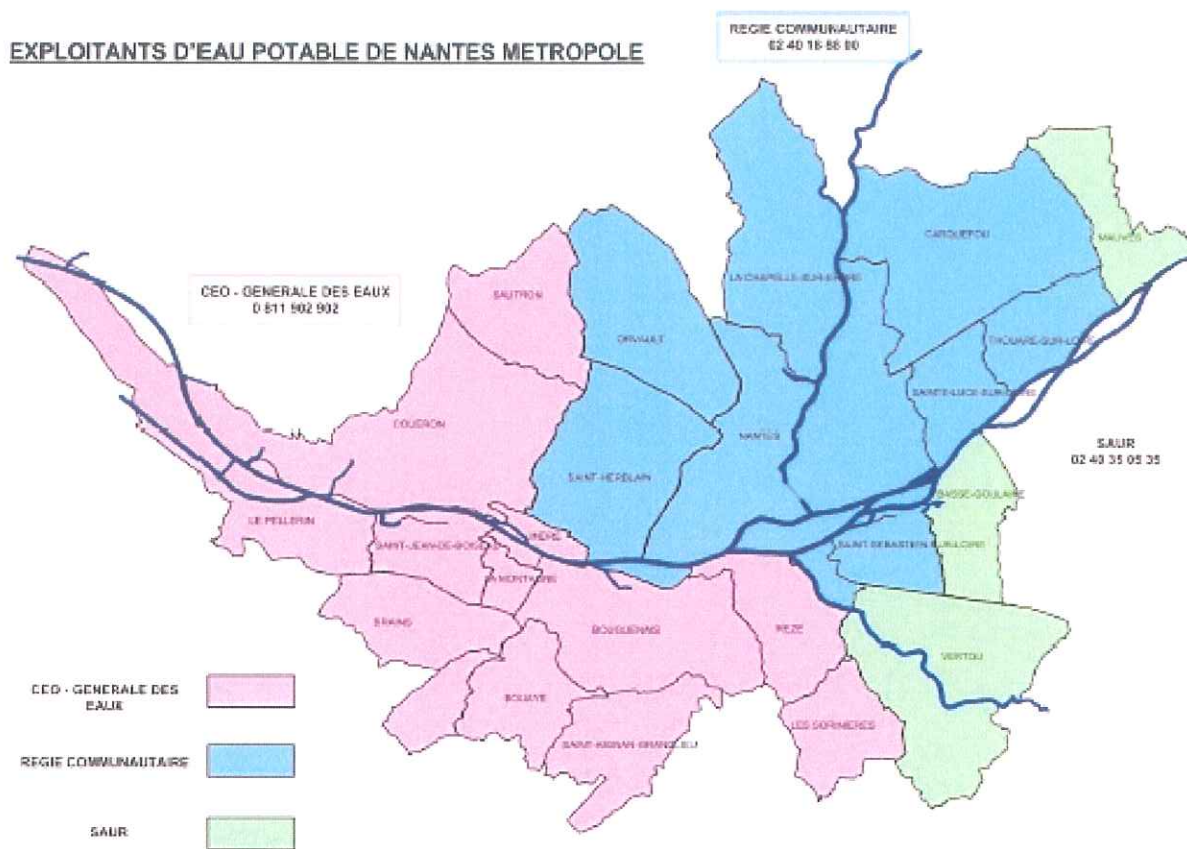 EXPLOITANTS D'EAU POTABLE DE NANTES METROPOLE
REGIE COMMUNAUTAIRE
02 40 18 88 00
CEO - GENERALE DES EAUX
0 811 902 902
SAUTRON
ORVAULT
LA CHAPELLE-SUR-ERDRE
CARQUEFOU
MAUVES
THOUARE-SUR-LOIRE
SAINTE-LUCE-SUR-LOIRE
COUERON
NANTES
SAINT-HERBLAIN
SAUR
02 40 35 05 35
BASSE-GOULAINE
LE PELLERIN
SAINT-JEAN-DE-BOISEAU
INDRE
SAINT-SEBASTIEN-SUR-LOIRE
LA MONTAGNE
BRAINS
BOUGUENAIS
REZE
VERTOU
BOUAYE
LES SORINIERES
SAINT-AIGNAN-GRANDLIEU
CEO - GENERALE DES
EAUX
REGIE COMMUNAUTAIRE
SAUR